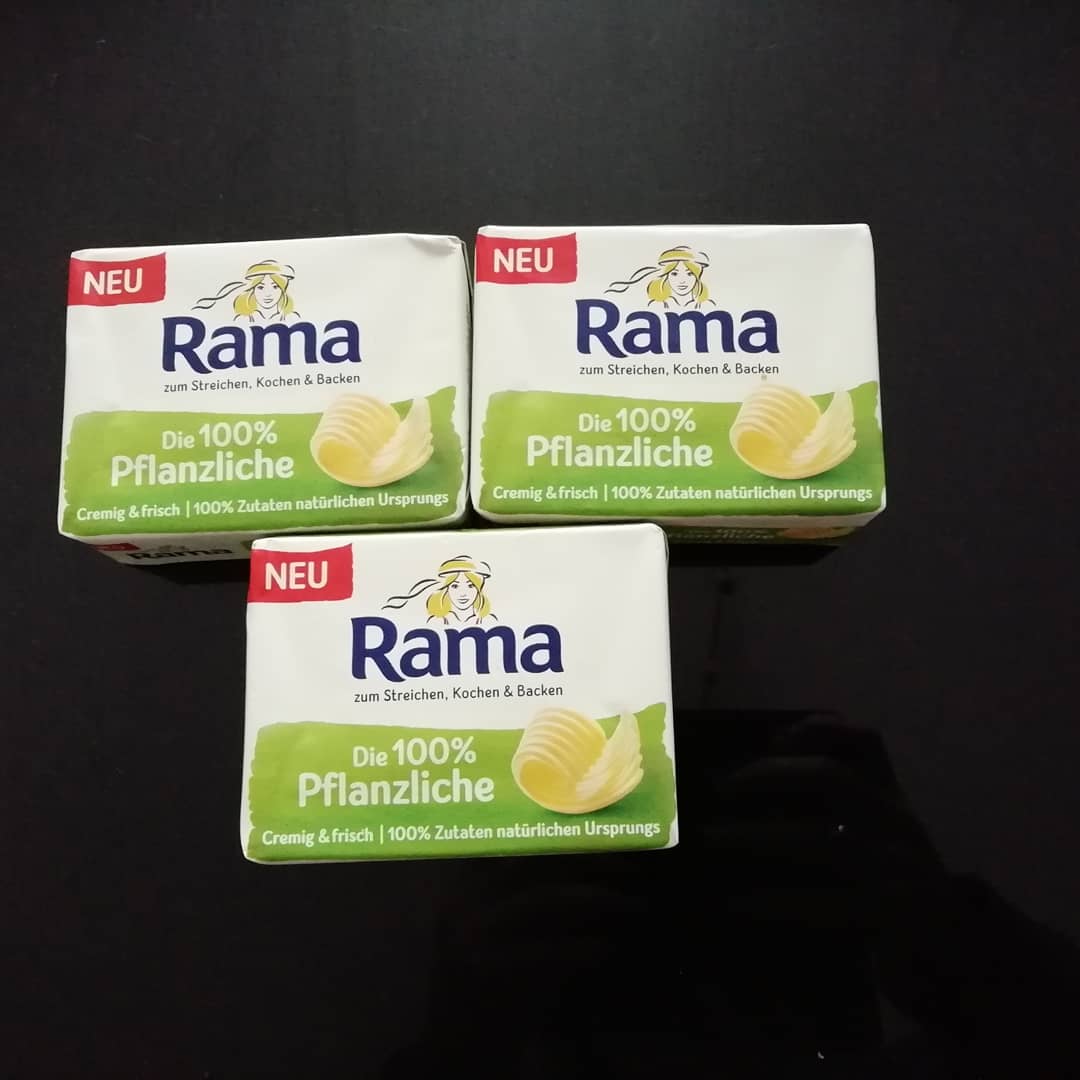 NEU
Rama
zum Streichen, Kochen & Backen
Die 100%
Pflanzliche
Cremig & frisch | 100% Zutaten natürlichen Ursprungs
Rama
NEU
Rama
zum Streichen, Kochen & Backen
Die 100%
Pflanzliche
Cremig & frisch | 100% Zutaten natürlichen Ursprungs
NEU
Rama
zum Streichen, Kochen & Backen
Die 100%
Pflanzliche
Cremig & frisch | 100% Zutaten natürlichen Ursprungs